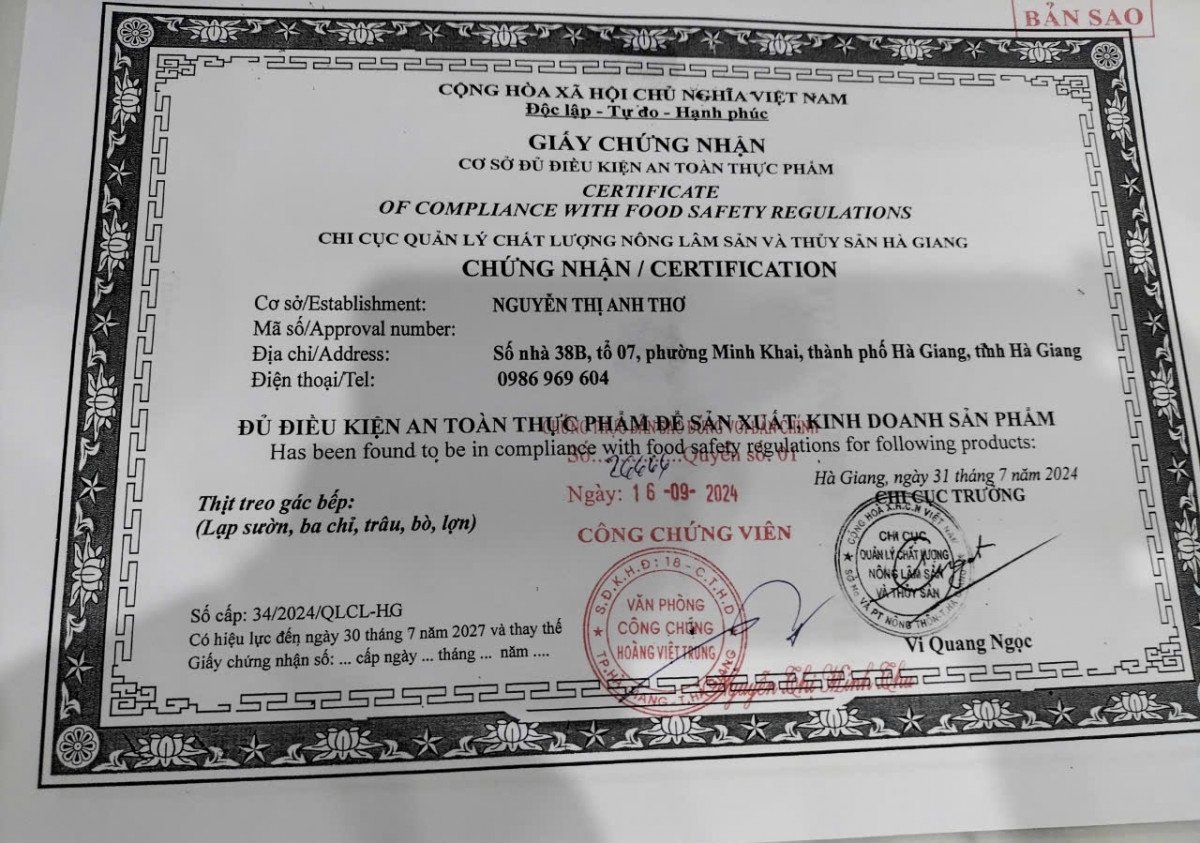 BẢN SAO
CỘNG HÒA XÃ HỘI CHỦ NGHĨA VIỆT NAM
Độc lập - Tự do - Hạnh phúc
GIẤY CHỨNG NHẬN
CƠ SỞ ĐỦ ĐIỀU KIỆN AN TOÀN THỰC PHẨM
CERTIFICATE
OF COMPLIANCE WITH FOOD SAFETY REGULATIONS
CHI CỤC QUẢN LÝ CHẤT LƯỢNG NÔNG LÂM SẢN VÀ THỦY SẢN HÀ GIANG
CHỨNG NHẬN / CERTIFICATION
Cơ sở/Establishment: NGUYỄN THỊ ANH THƠ
Mã số/Approval number:
Địa chỉ/Address: Số nhà 38B, tổ 07, phường Minh Khai, thành phố Hà Giang, tỉnh Hà Giang
Điện thoại/Tel: 0986 969 604
ĐỦ ĐIỀU KIỆN AN TOÀN THỰC PHẨM ĐỂ SẢN XUẤT, KINH DOANH SẢN PHẨM
Has been found to be in compliance with food safety regulations for following products:
Số.......Quyển số: 01
Hà Giang, ngày 31 tháng 7 năm 2024
Ngày: 16-09-2024
CHI CỤC TRƯỞNG
Thịt treo gác bếp:
(Lạp sườn, ba chỉ, trâu, bò, lợn)
CÔNG CHỨNG VIÊN
CHI CỤC
QUẢN LÝ CHẤT LƯỢNG
NÔNG LÂM SẢN
VÀ THỦY SẢN
S.Đ.K.H.Đ: 18 - C.T.H.D
VĂN PHÒNG
CÔNG CHỨNG
HOÀNG VIỆT TRUNG
Số cấp: 34/2024/QLCL-HG
Có hiệu lực đến ngày 30 tháng 7 năm 2027 và thay thế
Giấy chứng nhận số: ... cấp ngày ... tháng ... năm ....
Vi Quang Ngọc